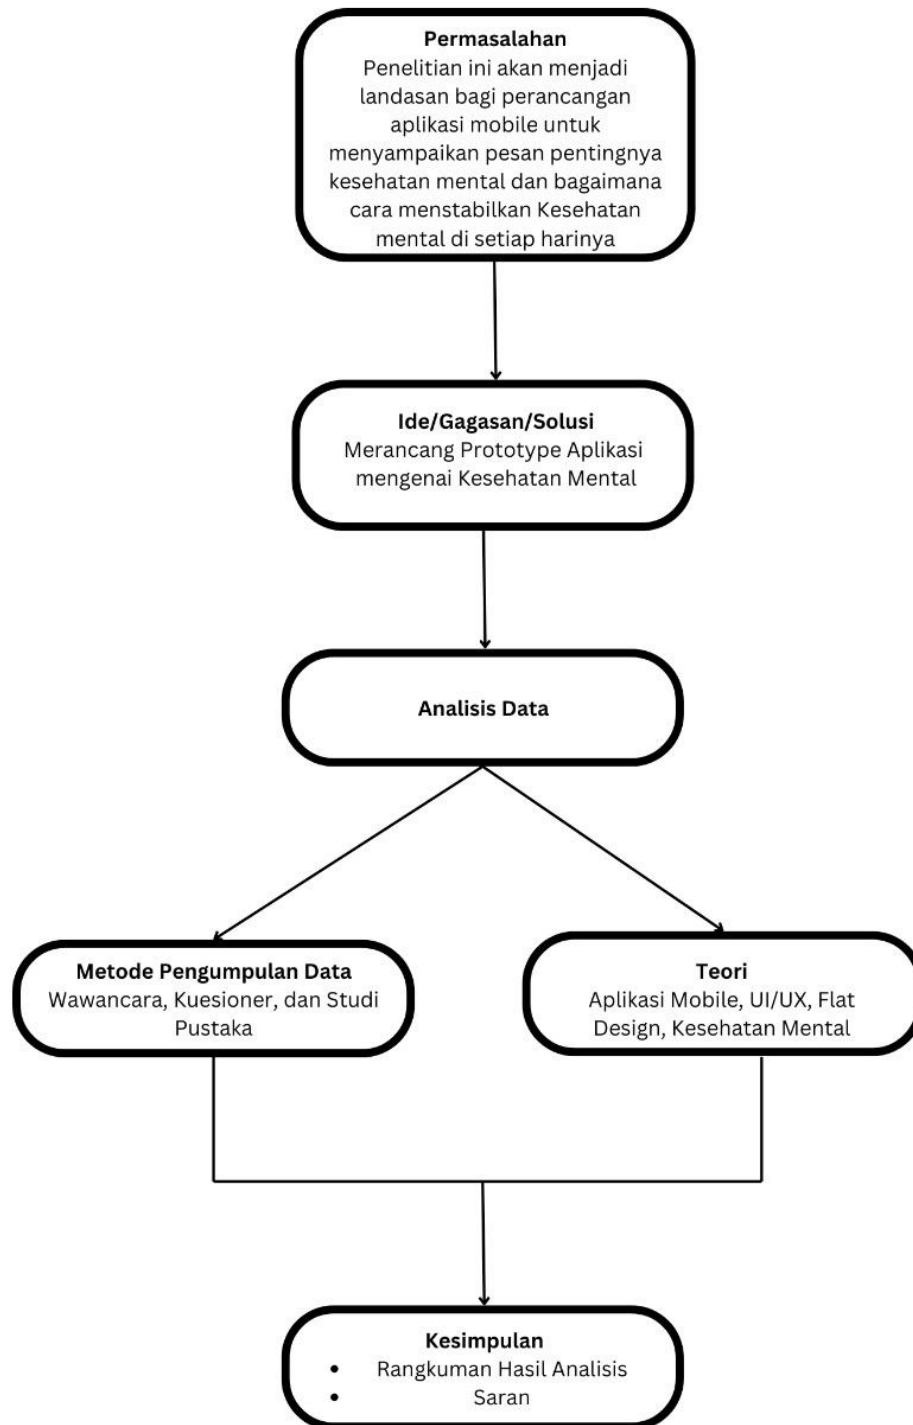 Permasalahan
Penelitian ini akan menjadi
landasan bagi perancangan
aplikasi mobile untuk
menyampaikan pesan pentingnya
kesehatan mental dan bagaimana
cara menstabilkan Kesehatan
mental di setiap harinya
Ide/Gagasan/Solusi
Merancang Prototype Aplikasi
mengenai Kesehatan Mental
Analisis Data
Metode Pengumpulan Data
Wawancara, Kuesioner, dan Studi
Pustaka
Teori
Aplikasi Mobile, UI/UX, Flat
Design, Kesehatan Mental
Kesimpulan
• Rangkuman Hasil Analisis
• Saran